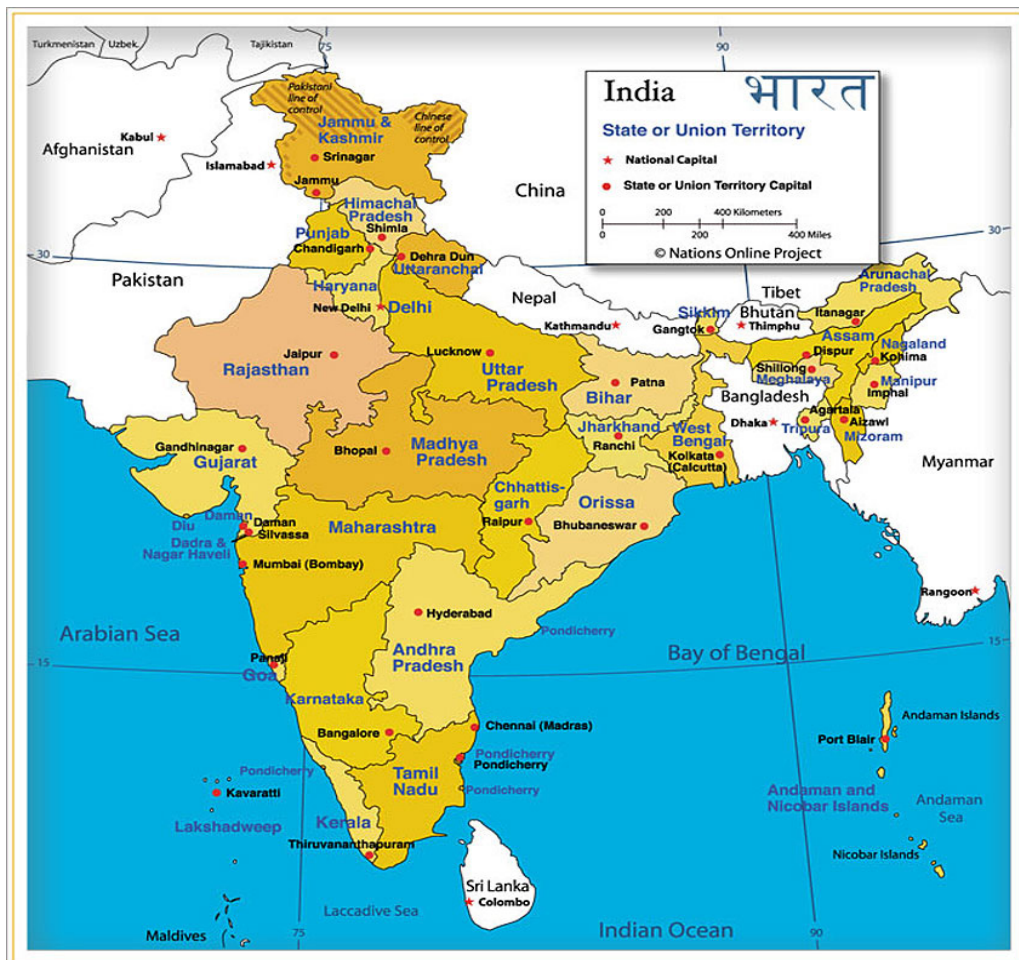 75
90
Turkmenistan
Uzbek.
Tajikistan
India
भारत
State or Union Territory
National Capital
State or Union Territory Capital
0 200 400 Kilometers
0 200 400 Miles
© Nations Online Project
Pakistani
line of
control
Chinese
line of
control
Jammu &
Kashmir
Kabul
Afghanistan
Islamabad
Srinagar
Jammu
China
Himachal
Pradesh
Shimla
Punjab
Chandigarh
30
30
Dehra Dun
Uttaranchal
Pakistan
Haryana
New Delhi
Delhi
Nepal
Kathmandu
Tibet
Arunachal
Pradesh
Sikkim
Gangtok
Bhutan
Thimphu
Itanagar
Assam
Dispur
Nagaland
Kohima
Shillong
Meghalaya
Manipur
Imphal
Jaipur
Rajasthan
Lucknow
Uttar
Pradesh
Patna
Bihar
Bangladesh
Dhaka
Agartala
Tripura
Aizawl
Mizoram
Jharkhand
Ranchi
West
Bengal
Kolkata
(Calcutta)
Myanmar
Gandhinagar
Gujarat
Bhopal
Madhya
Pradesh
Chhattis-
garh
Raipur
Orissa
Bhubaneswar
Diu
Daman
Daman
Silvassa
Dadra &
Nagar Haveli
Maharashtra
Mumbai (Bombay)
Rangoon
Hyderabad
Andhra
Pradesh
Pondicherry
Arabian Sea
Bay of Bengal
15
15
Panaji
Goa
Karnataka
Bangalore
Chennai (Madras)
Andaman Islands
Port Blair
Pondicherry
Pondicherry
Pondicherry
Pondicherry
Tamil
Nadu
Kavaratti
Lakshadweep
Kerala
Thiruvananthapuram
Andaman and
Nicobar Islands
Andaman
Sea
Nicobar Islands
Sri Lanka
Colombo
Laccadive Sea
Maldives
75
Indian Ocean
90